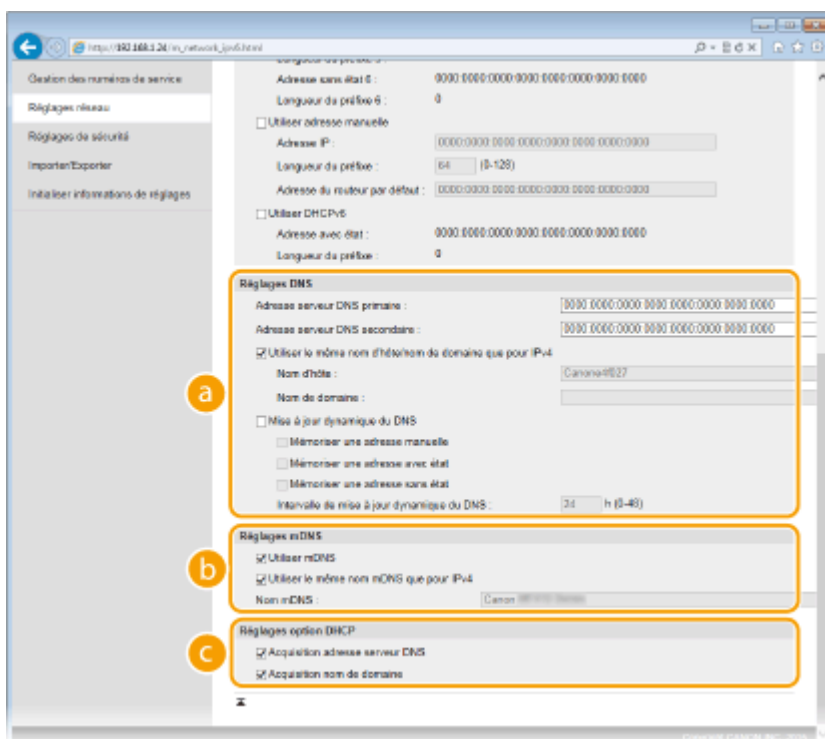 http://192.168.1.24/m_network_ipv6.html
Gestion des numéros de service
Réglages réseau
Réglages de sécurité
Importer/Exporter
Initialiser informations de réglages
Longueur du préfixe 5 :
Adresse sans état 6 : 0000:0000:0000:0000:0000:0000:0000:0000
Longueur du préfixe 6 : 0
Utiliser adresse manuelle
Adresse IP : 0000:0000:0000:0000:0000:0000:0000:0000
Longueur du préfixe : 64 (0-128)
Adresse du routeur par défaut : 0000:0000:0000:0000:0000:0000:0000:0000
Utiliser DHCPv6
Adresse avec état : 0000:0000:0000:0000:0000:0000:0000:0000
Longueur du préfixe : 0
a
Réglages DNS
Adresse serveur DNS primaire : 0000:0000:0000:0000:0000:0000:0000:0000
Adresse serveur DNS secondaire : 0000:0000:0000:0000:0000:0000:0000:0000
Utiliser le même nom d'hôte/nom de domaine que pour IPv4
Nom d'hôte : Canone4f027
Nom de domaine :
Mise à jour dynamique du DNS
Mémoriser une adresse manuelle
Mémoriser une adresse avec état
Mémoriser une adresse sans état
Intervalle de mise à jour dynamique du DNS : 24 h (0-48)
b
Réglages mDNS
Utiliser mDNS
Utiliser le même nom mDNS que pour IPv4
Nom mDNS : Canon
c
Réglages option DHCP
Acquisition adresse serveur DNS
Acquisition nom de domaine
Copyright CANON INC.